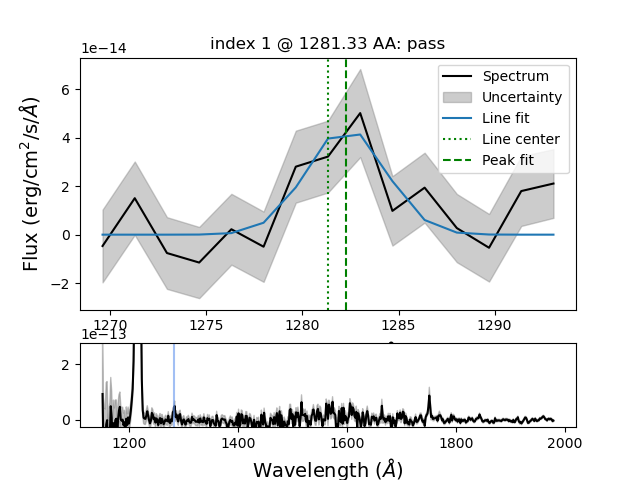 index 1 @ 1281.33 AA: pass
1e−14
Flux (erg/cm²/s/Å)
6
4
2
0
−2
Spectrum
Uncertainty
Line fit
Line center
Peak fit
1270 1275 1280 1285 1290
1e−13
2
0
1200 1400 1600 1800 2000
Wavelength (Å)